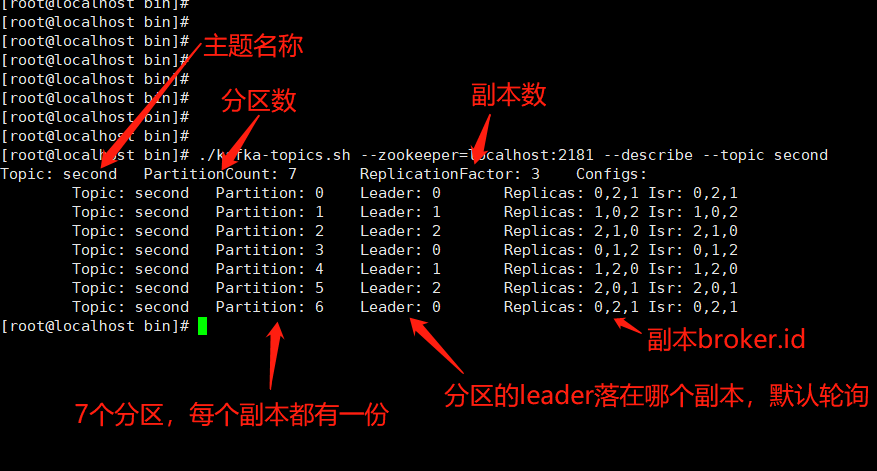 [root@localhost bin]#
[root@localhost bin]#
[root@localhost bin]#
主题名称
[root@localhost bin]#
[root@localhost bin]#
[root@localhost bin]#
分区数
副本数
[root@localhost bin]#
[root@localhost bin]#
[root@localhost bin]# ./kafka-topics.sh --zookeeper=localhost:2181 --describe --topic second
Topic: second PartitionCount: 7 ReplicationFactor: 3 Configs:
Topic: second Partition: 0 Leader: 0 Replicas: 0,2,1 Isr: 0,2,1
Topic: second Partition: 1 Leader: 1 Replicas: 1,0,2 Isr: 1,0,2
Topic: second Partition: 2 Leader: 2 Replicas: 2,1,0 Isr: 2,1,0
Topic: second Partition: 3 Leader: 0 Replicas: 0,1,2 Isr: 0,1,2
Topic: second Partition: 4 Leader: 1 Replicas: 1,2,0 Isr: 1,2,0
Topic: second Partition: 5 Leader: 2 Replicas: 2,0,1 Isr: 2,0,1
Topic: second Partition: 6 Leader: 0 Replicas: 0,2,1 Isr: 0,2,1
[root@localhost bin]#
副本broker.id
分区的leader落在哪个副本，默认轮询
7个分区，每个副本都有一份